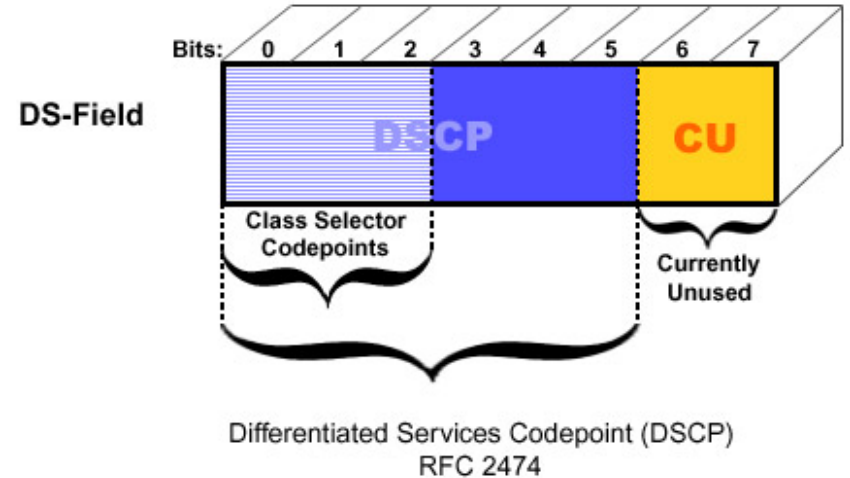 Bits: 0 1 2 3 4 5 6 7
DS-Field
DSCP
CU
Class Selector
Codepoints
Currently
Unused
Differentiated Services Codepoint (DSCP)
RFC 2474